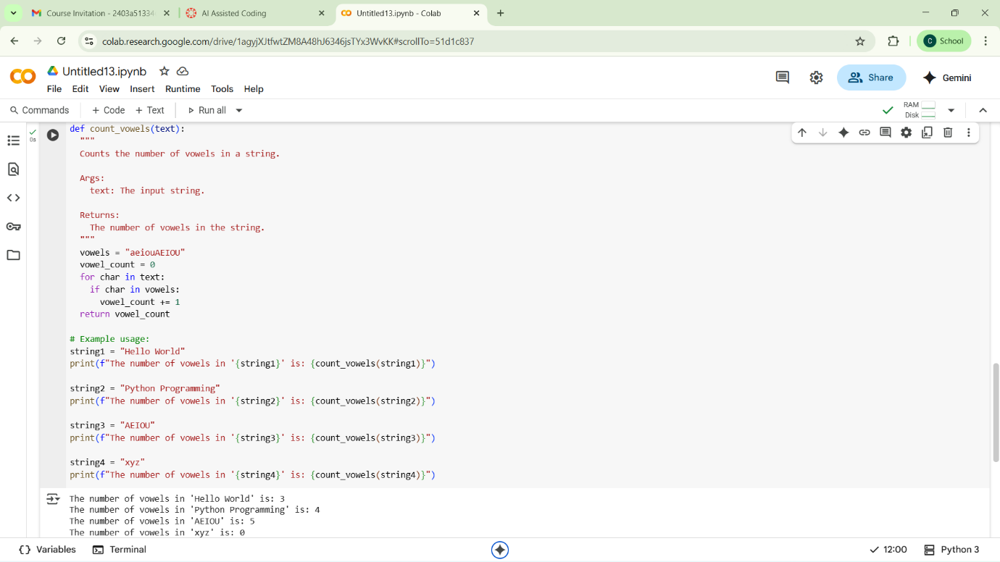 Course Invitation - 2403a51334
AI Assisted Coding
Untitled13.ipynb - Colab
colab.research.google.com/drive/1agyjXJtfwtZM8A48hJ6346jsTYx3WvKK#scrollTo=51d1c837
C School
Untitled13.ipynb
Share
Gemini
File Edit View Insert Runtime Tools Help
Commands + Code + Text Run all
RAM
Disk
0s
def count_vowels(text):
"""
Counts the number of vowels in a string.
Args:
text: The input string.
Returns:
The number of vowels in the string.
"""
vowels = "aeiouAEIOU"
vowel_count = 0
for char in text:
if char in vowels:
vowel_count += 1
return vowel_count
# Example usage:
string1 = "Hello World"
print(f"The number of vowels in '{string1}' is: {count_vowels(string1)}")
string2 = "Python Programming"
print(f"The number of vowels in '{string2}' is: {count_vowels(string2)}")
string3 = "AEIOU"
print(f"The number of vowels in '{string3}' is: {count_vowels(string3)}")
string4 = "xyz"
print(f"The number of vowels in '{string4}' is: {count_vowels(string4)}")
The number of vowels in 'Hello World' is: 3
The number of vowels in 'Python Programming' is: 4
The number of vowels in 'AEIOU' is: 5
The number of vowels in 'xyz' is: 0
{} Variables Terminal
12:00 Python 3